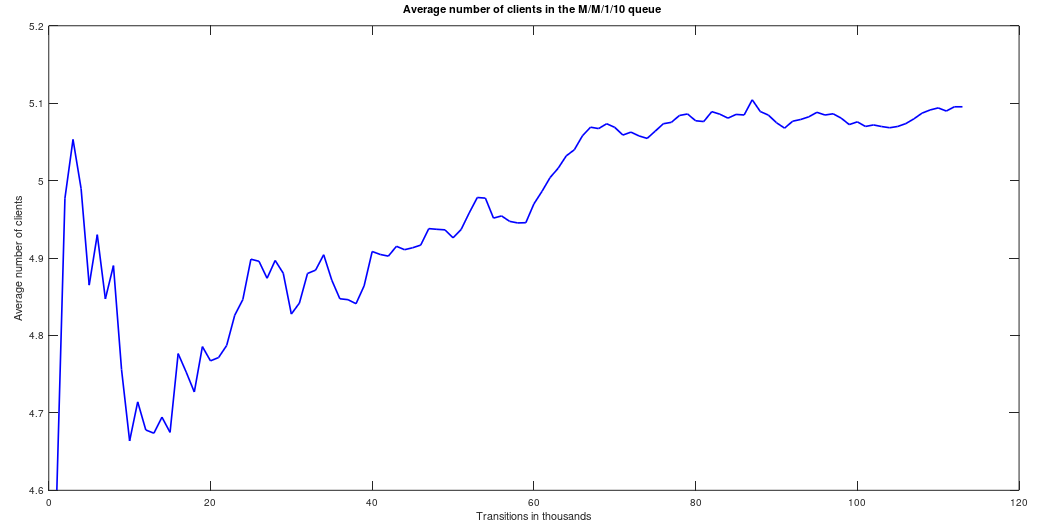 Average number of clients in the M/M/1/10 queue
5.2
5.1
5
4.9
4.8
4.7
4.6
Average number of clients
0 20 40 60 80 100 120
Transitions in thousands